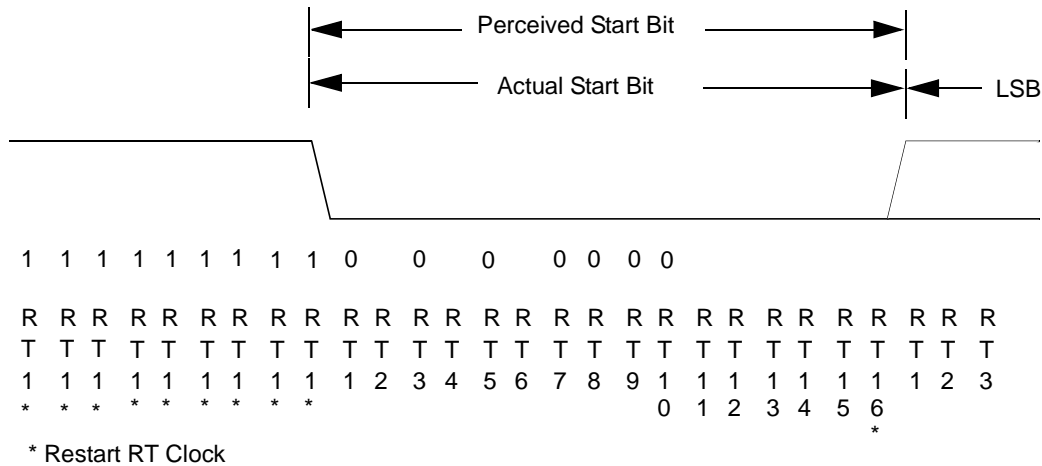 Perceived Start Bit
Actual Start Bit
LSB
1 1 1 1 1 1 1 1 1 0 0 0 0 0 0 0
R R R R R R R R R R R R R R R R R R R R R R R R R R R R
T T T T T T T T T T T T T T T T T T T T T T T T T T T T
1 1 1 1 1 1 1 1 1 1 2 3 4 5 6 7 8 9 1 1 1 1 1 1 1 1 2 3
* * * * * * * * * 0 1 2 3 4 5 6
*
* Restart RT Clock